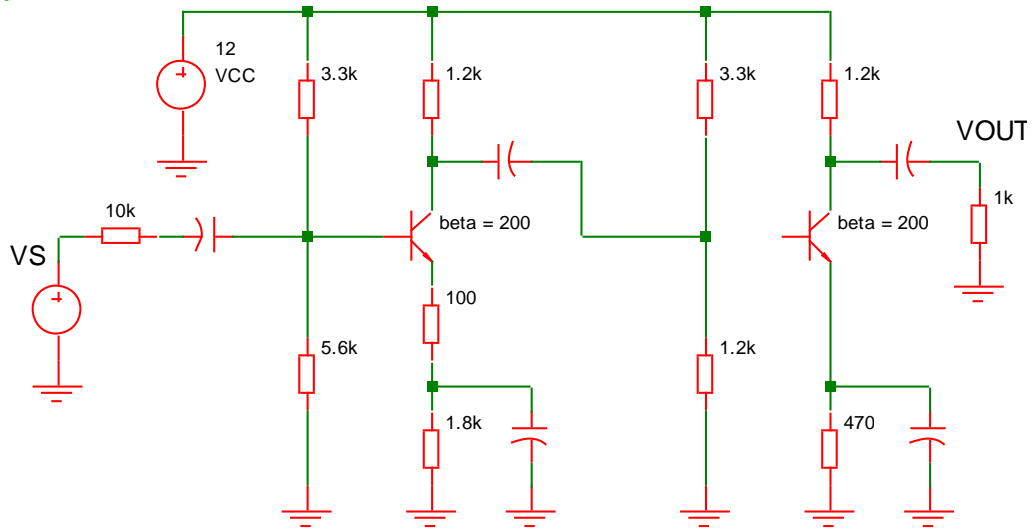 12
VCC
3.3k
1.2k
3.3k
1.2k
VOUT
10k
beta = 200
beta = 200
1k
VS
100
5.6k
1.2k
1.8k
470